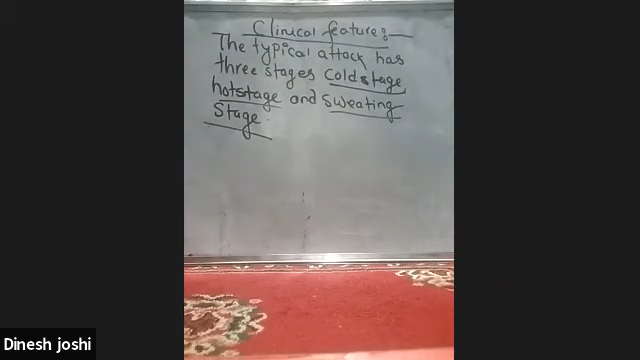 Clinical feature:-
The typical attack has
three stages Cold stage
hotstage and Sweating
Stage.
Dinesh joshi